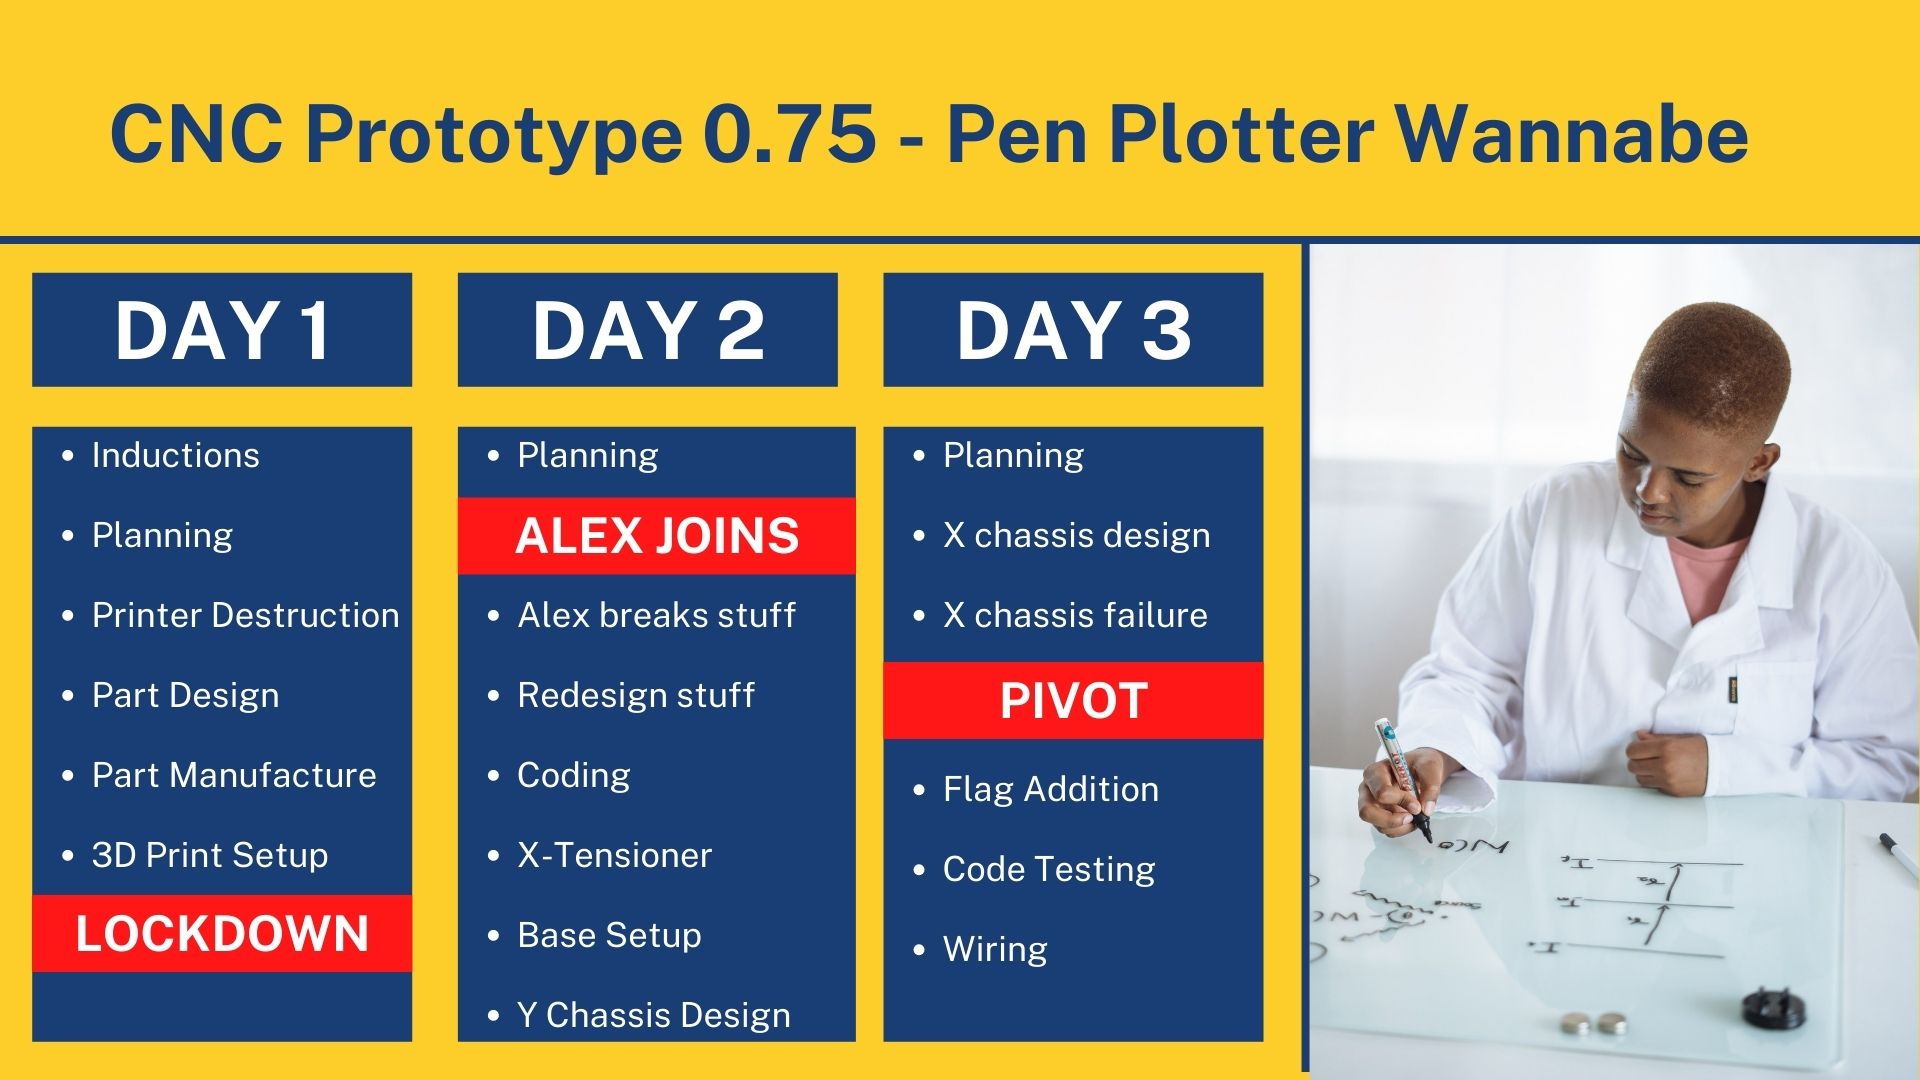 CNC Prototype 0.75 - Pen Plotter Wannabe
DAY 1
• Inductions
• Planning
• Printer Destruction
• Part Design
• Part Manufacture
• 3D Print Setup
LOCKDOWN
DAY 2
• Planning
ALEX JOINS
• Alex breaks stuff
• Redesign stuff
• Coding
• X-Tensioner
• Base Setup
• Y Chassis Design
DAY 3
• Planning
• X chassis design
• X chassis failure
PIVOT
• Flag Addition
• Code Testing
• Wiring